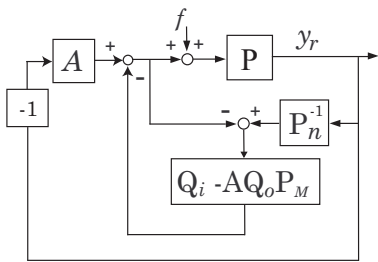 f
A + + + P y_r
-
-1
- + P_n^{-1}
Q_i -AQ_oP_M